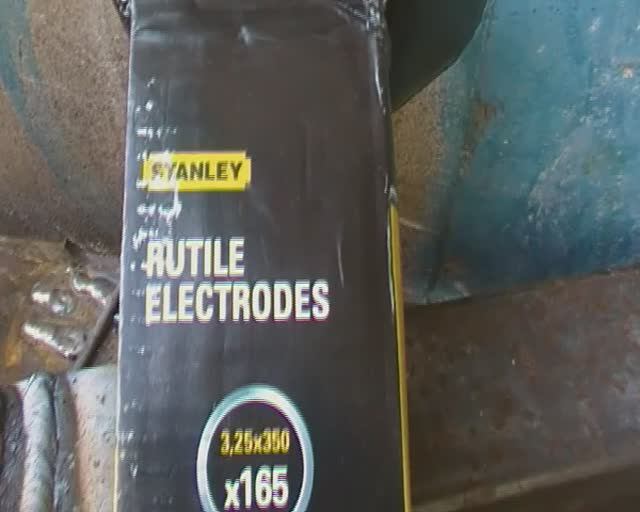 STANLEY
RUTILE
ELECTRODES
3,25x350
x165